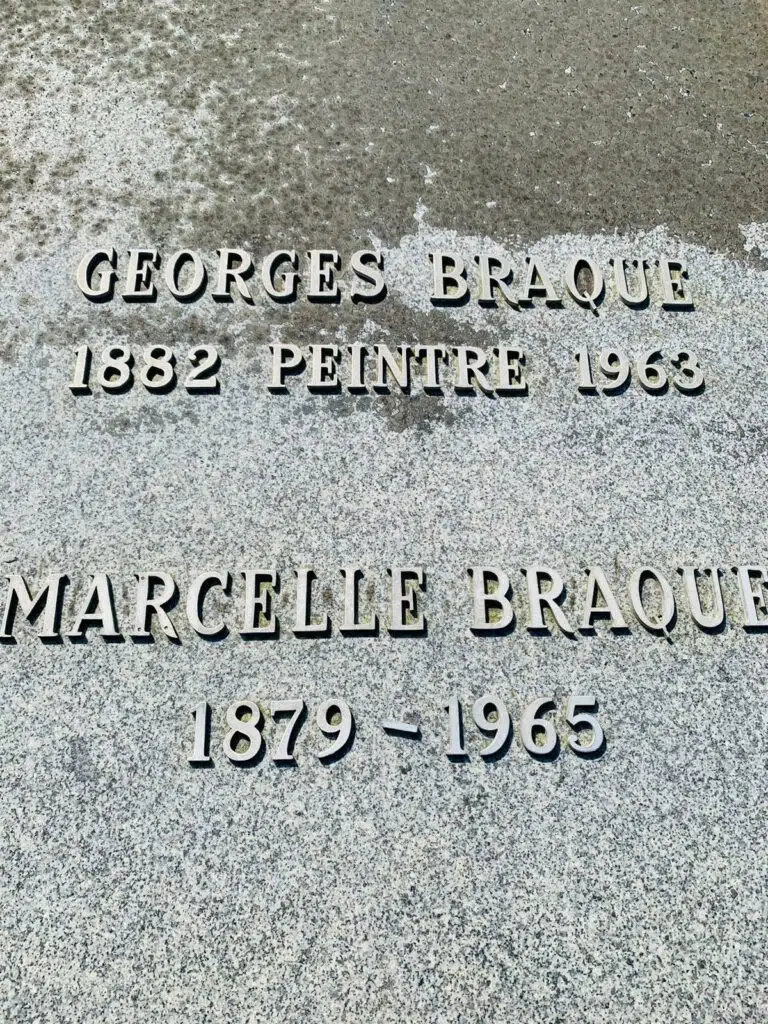 GEORGES BRAQUE
1882 PEINTRE 1963
MARCELLE BRAQUE
1879 - 1965